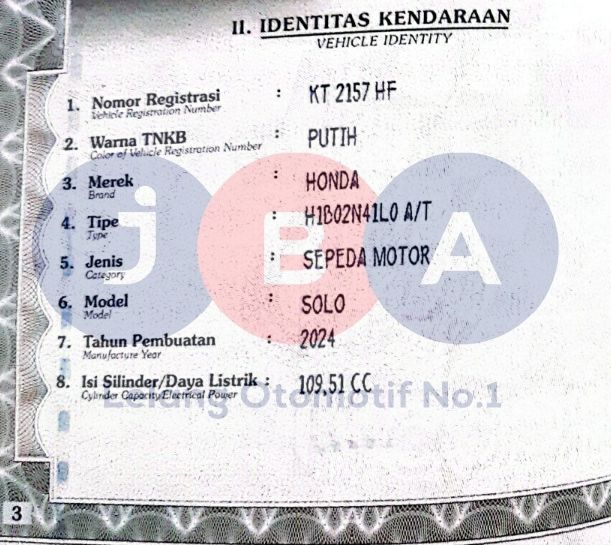 II. IDENTITAS KENDARAAN
VEHICLE IDENTITY
1. Nomor Registrasi : KT 2157 HF
Vehicle Registration Number
2. Warna TNKB : PUTIH
Color of Vehicle Registration Number
3. Merek : HONDA
Brand
4. Tipe : H1B02N41L0 A/T
Type
5. Jenis : SEPEDA MOTOR
Category
6. Model : SOLO
Model
7. Tahun Pembuatan : 2024
Manufacture Year
8. Isi Silinder/Daya Listrik : 109,51 CC
Cylinder Capacity/Electrical Power
JBA
Lelang Otomotif No.1
3